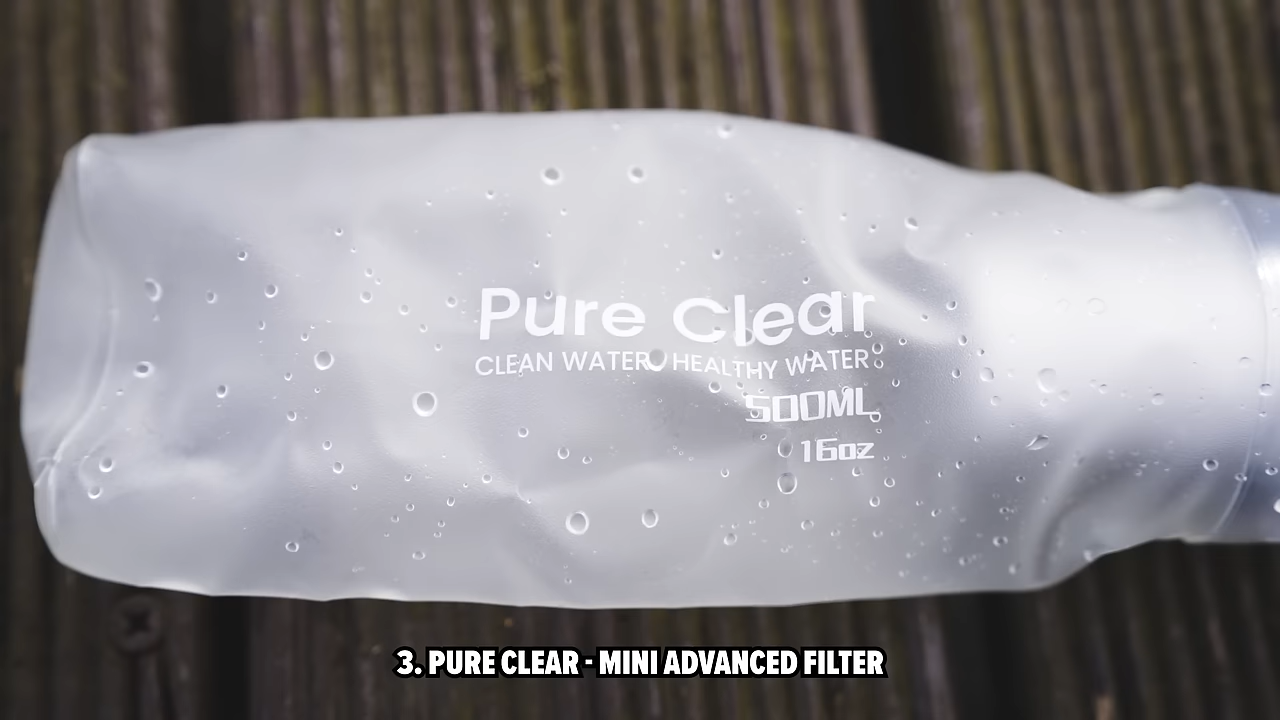 Pure Clear
CLEAN WATER HEALTHY WATER
500ML
16oz
3. PURE CLEAR - MINI ADVANCED FILTER